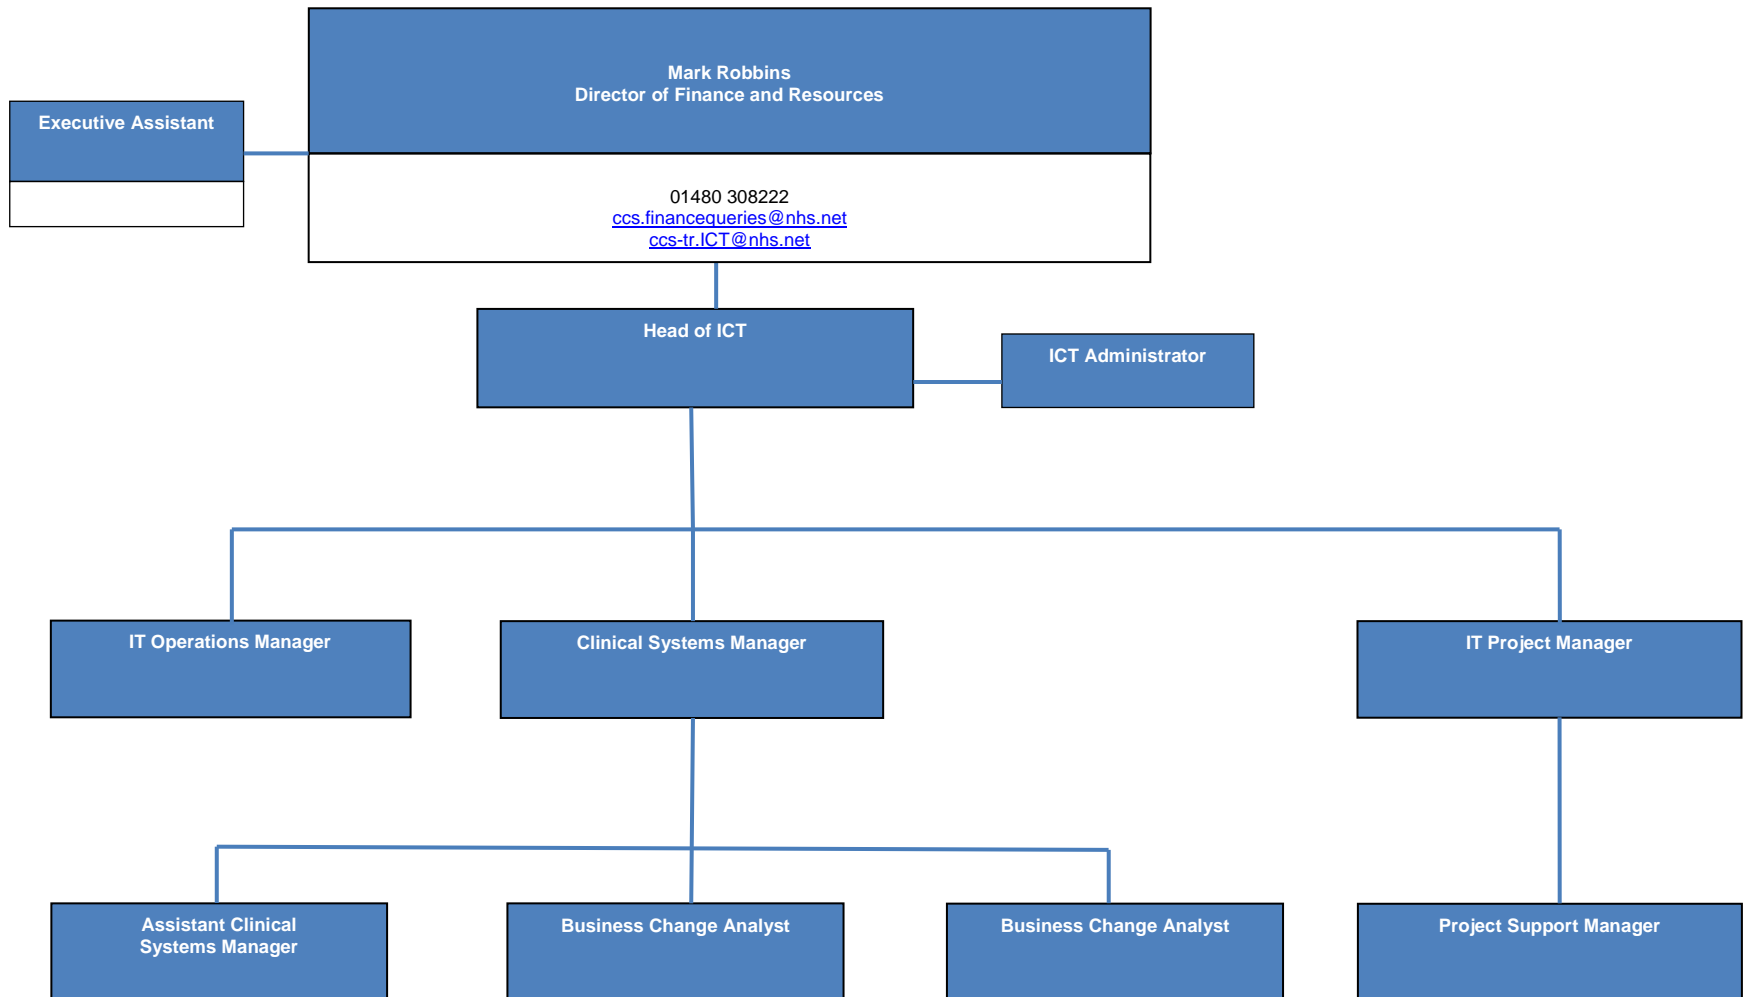 Mark Robbins
Director of Finance and Resources
Executive Assistant
01480 308222
ccs.financequeries@nhs.net
ccs-tr.ICT@nhs.net
Head of ICT
ICT Administrator
IT Operations Manager
Clinical Systems Manager
IT Project Manager
Assistant Clinical
Systems Manager
Business Change Analyst
Business Change Analyst
Project Support Manager